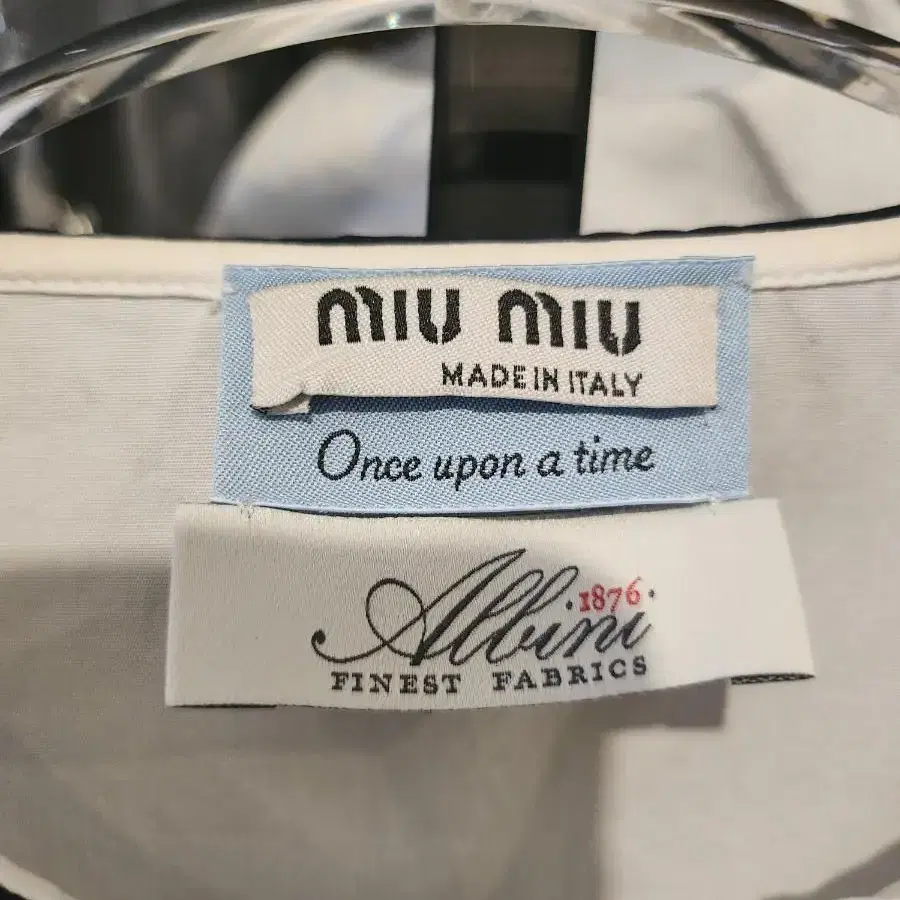 MIU MIU
MADE IN ITALY
Once upon a time
·1876·
Albini
FINEST FABRICS